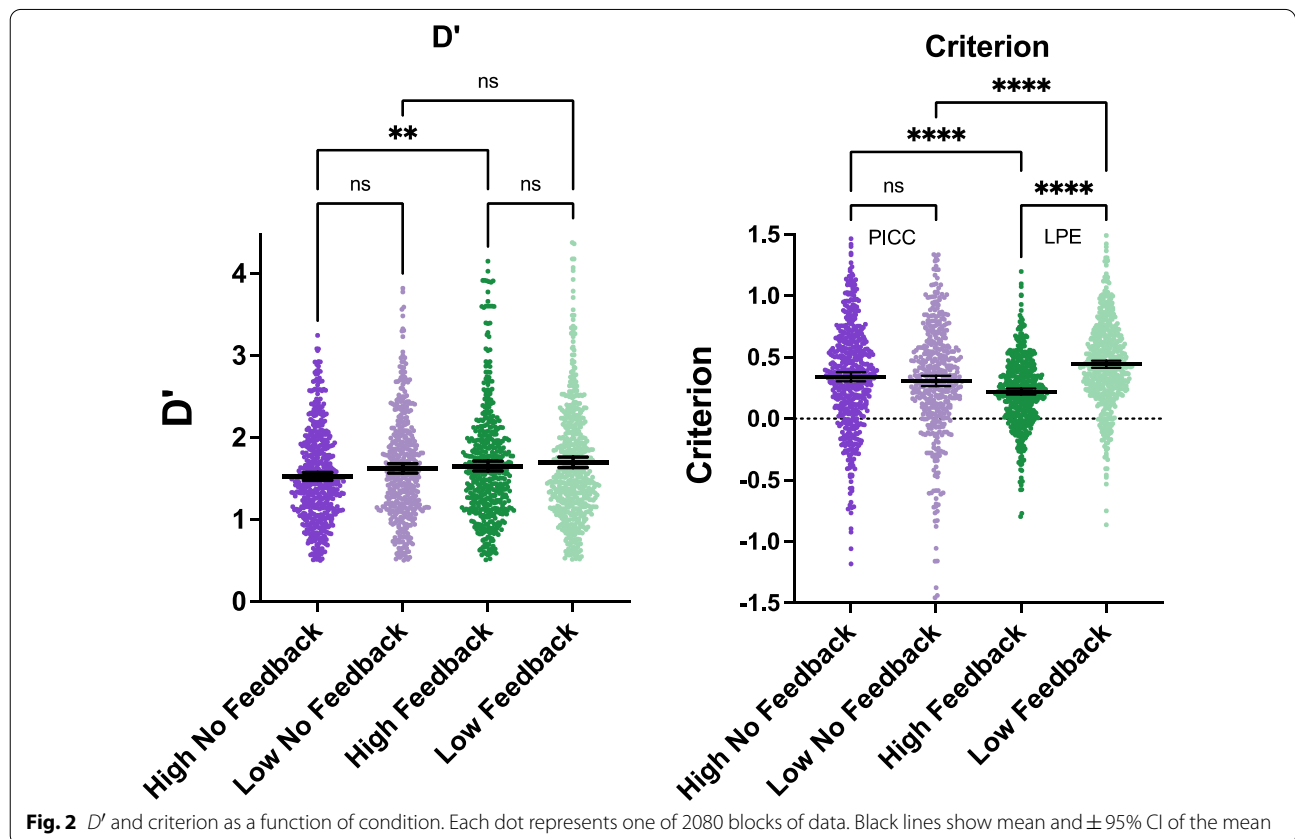 D'
ns
**
ns
ns
D'
4
3
2
1
0
High No Feedback
Low No Feedback
High Feedback
Low Feedback
Criterion
****
****
ns
****
PICC
LPE
Criterion
1.5
1.0
0.5
0.0
-0.5
-1.0
-1.5
High No Feedback
Low No Feedback
High Feedback
Low Feedback
Fig. 2 D′ and criterion as a function of condition. Each dot represents one of 2080 blocks of data. Black lines show mean and ± 95% CI of the mean